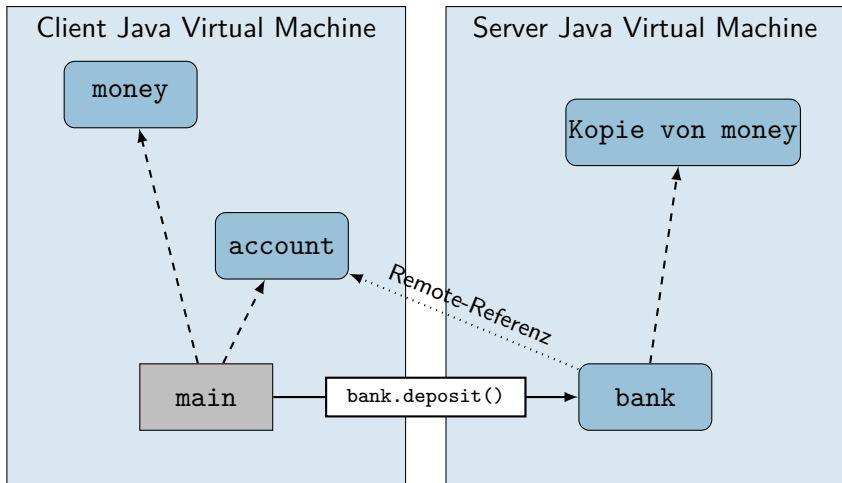 Client Java Virtual Machine
Server Java Virtual Machine
money
Kopie von money
account
Remote-Referenz
main
bank.deposit()
bank